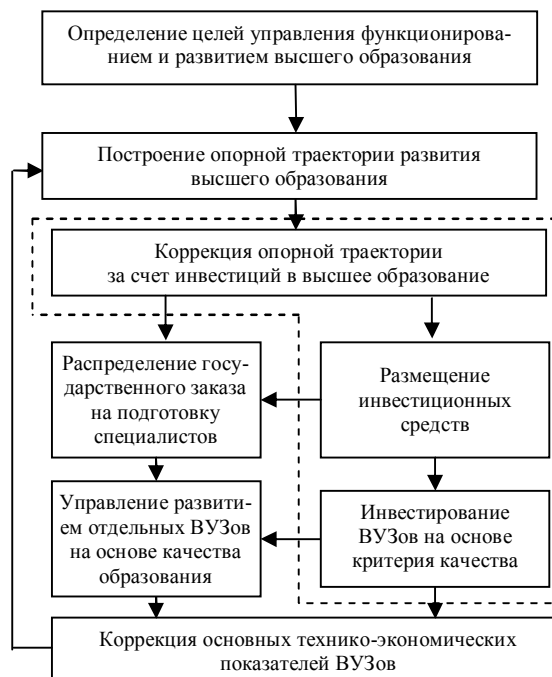 Определение целей управления функционирова-
нием и развитием высшего образования
Построение опорной траектории развития
высшего образования
Коррекция опорной траектории
за счет инвестиций в высшее образование
Распределение госу-
дарственного заказа
на подготовку
специалистов
Размещение
инвестиционных
средств
Управление развити-
ем отдельных ВУЗов
на основе качества
образования
Инвестирование
ВУЗов на основе
критерия качества
Коррекция основных технико-экономических
показателей ВУЗов